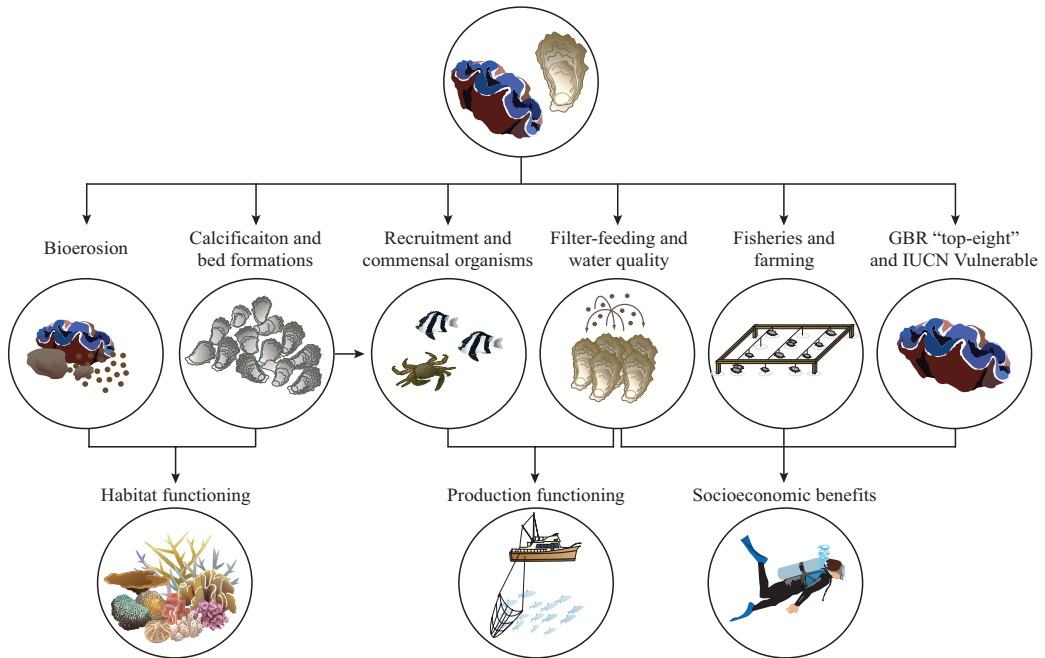 Bioerosion
Calcificaiton and
bed formations
Recruitment and
commensal organisms
Filter-feeding and
water quality
Fisheries and
farming
GBR “top-eight”
and IUCN Vulnerable
Habitat functioning
Production functioning
Socioeconomic benefits